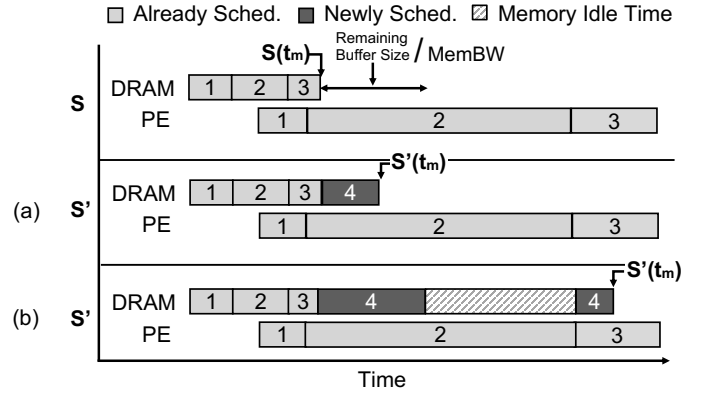 Already Sched. Newly Sched. Memory Idle Time
S(tm) Remaining Buffer Size / MemBW
S DRAM 1 2 3
PE 1 2 3
S'(tm)
(a) S' DRAM 1 2 3 4
PE 1 2 3
S'(tm)
(b) S' DRAM 1 2 3 4 4
PE 1 2 3
Time